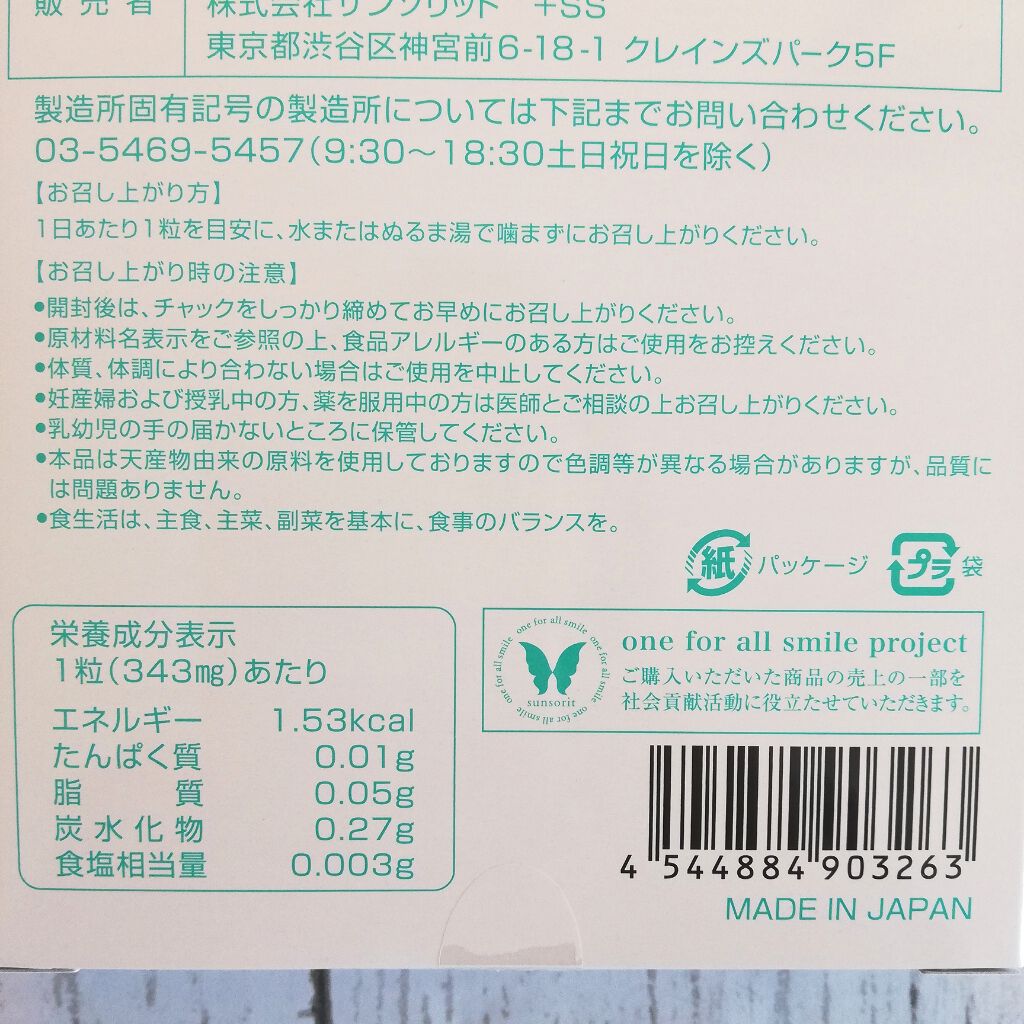 販売者 株式会社サンソリット +SS
東京都渋谷区神宮前6-18-1 クレインズパーク5F
製造所固有記号の製造所については下記までお問い合わせください。
03-5469-5457(9:30〜18:30土日祝日を除く)
【お召し上がり方】
1日あたり1粒を目安に、水またはぬるま湯で噛まずにお召し上がりください。
【お召し上がり時の注意】
●開封後は、チャックをしっかり締めてお早めにお召し上がりください。
●原材料名表示をご参照の上、食品アレルギーのある方はご使用をお控えください。
●体質、体調により合わない場合はご使用を中止してください。
●妊産婦および授乳中の方、薬を服用中の方は医師とご相談の上お召し上がりください。
●乳幼児の手の届かないところに保管してください。
●本品は天産物由来の原料を使用しておりますので色調等が異なる場合がありますが、品質に
は問題ありません。
●食生活は、主食、主菜、副菜を基本に、食事のバランスを。
紙 パッケージ プラ 袋
栄養成分表示
1粒(343mg)あたり
エネルギー 1.53kcal
たんぱく質 0.01g
脂質 0.05g
炭水化物 0.27g
食塩相当量 0.003g
one for all smile one for all smile one for all smile one for all smile
sunsorit
one for all smile project
ご購入いただいた商品の売上の一部を
社会貢献活動に役立たせていただきます。
4 544884 903263
MADE IN JAPAN